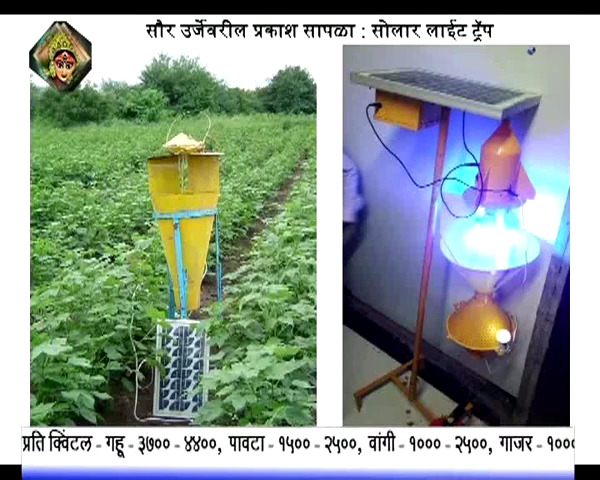 सौर उर्जेवरील प्रकाश सापळा : सोलार लाईट ट्रॅप
प्रति क्विंटल - गहू - ३७०० - ४४००, पावटा - १५०० - २५००, वांगी - १००० - २५००, गाजर - १०००